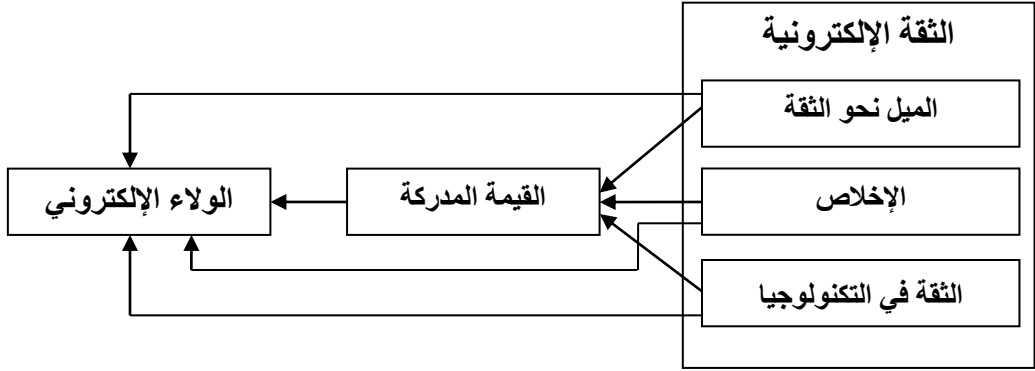 الثقة الإلكترونية
الميل نحو الثقة
الإخلاص
الثقة في التكنولوجيا
القيمة المدركة
الولاء الإلكتروني